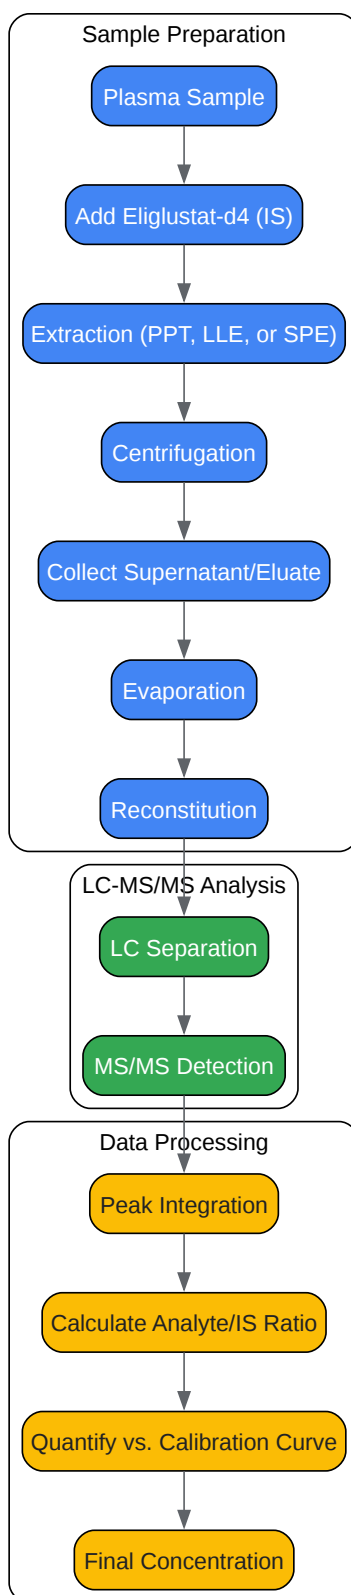 Sample Preparation
Plasma Sample
Add Eliglustat-d4 (IS)
Extraction (PPT, LLE, or SPE)
Centrifugation
Collect Supernatant/Eluate
Evaporation
Reconstitution
LC-MS/MS Analysis
LC Separation
MS/MS Detection
Data Processing
Peak Integration
Calculate Analyte/IS Ratio
Quantify vs. Calibration Curve
Final Concentration